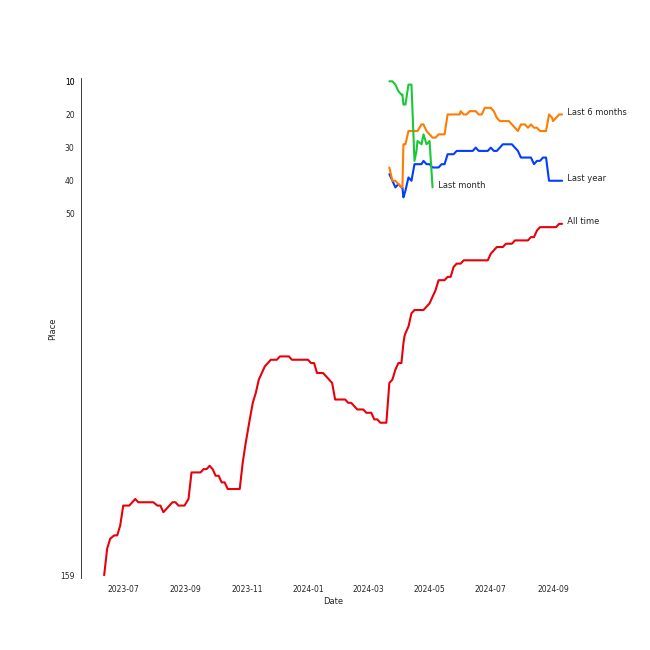 10
20
30
40
50
159
Place
Last 6 months
Last year
Last month
All time
2023-07
2023-09
2023-11
2024-01
2024-03
2024-05
2024-07
2024-09
Date